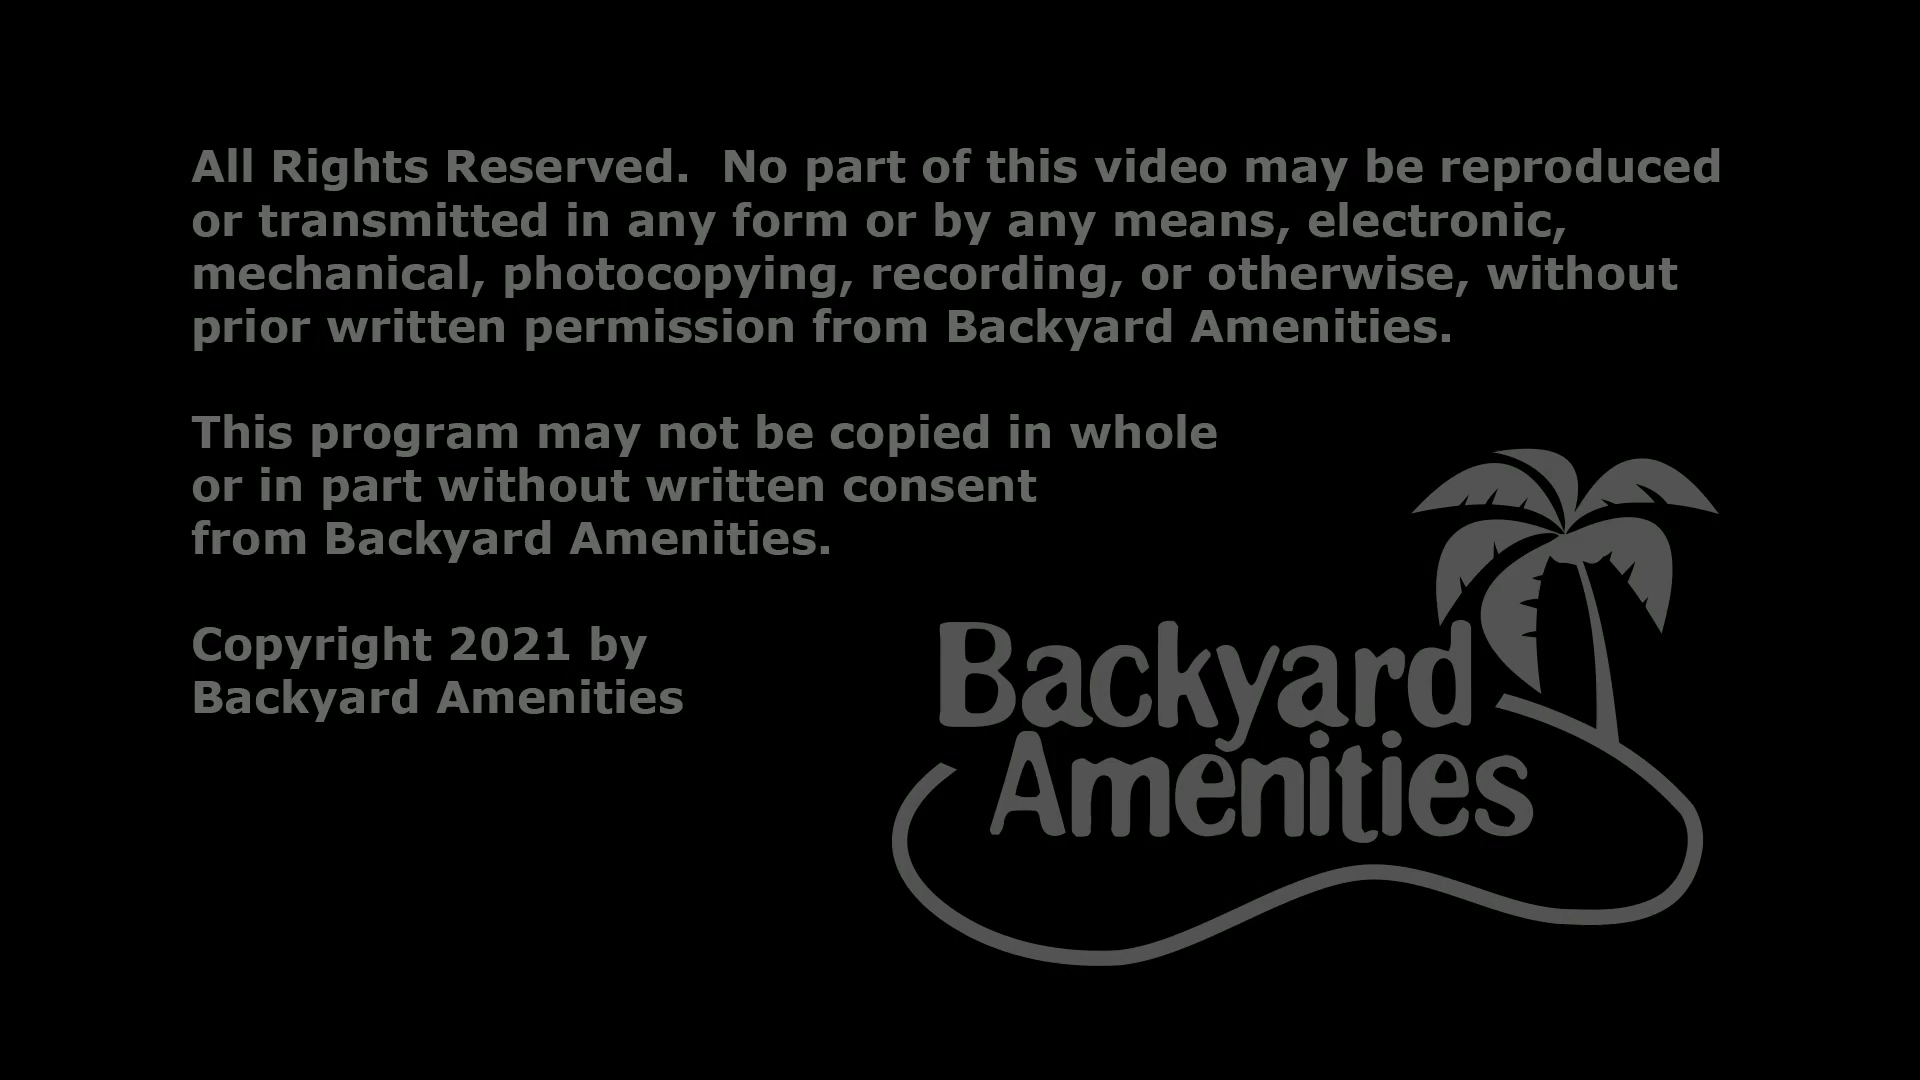 All Rights Reserved.  No part of this video may be reproduced
or transmitted in any form or by any means, electronic,
mechanical, photocopying, recording, or otherwise, without
prior written permission from Backyard Amenities.
This program may not be copied in whole
or in part without written consent
from Backyard Amenities.
Copyright 2021 by
Backyard Amenities
Backyard
Amenities